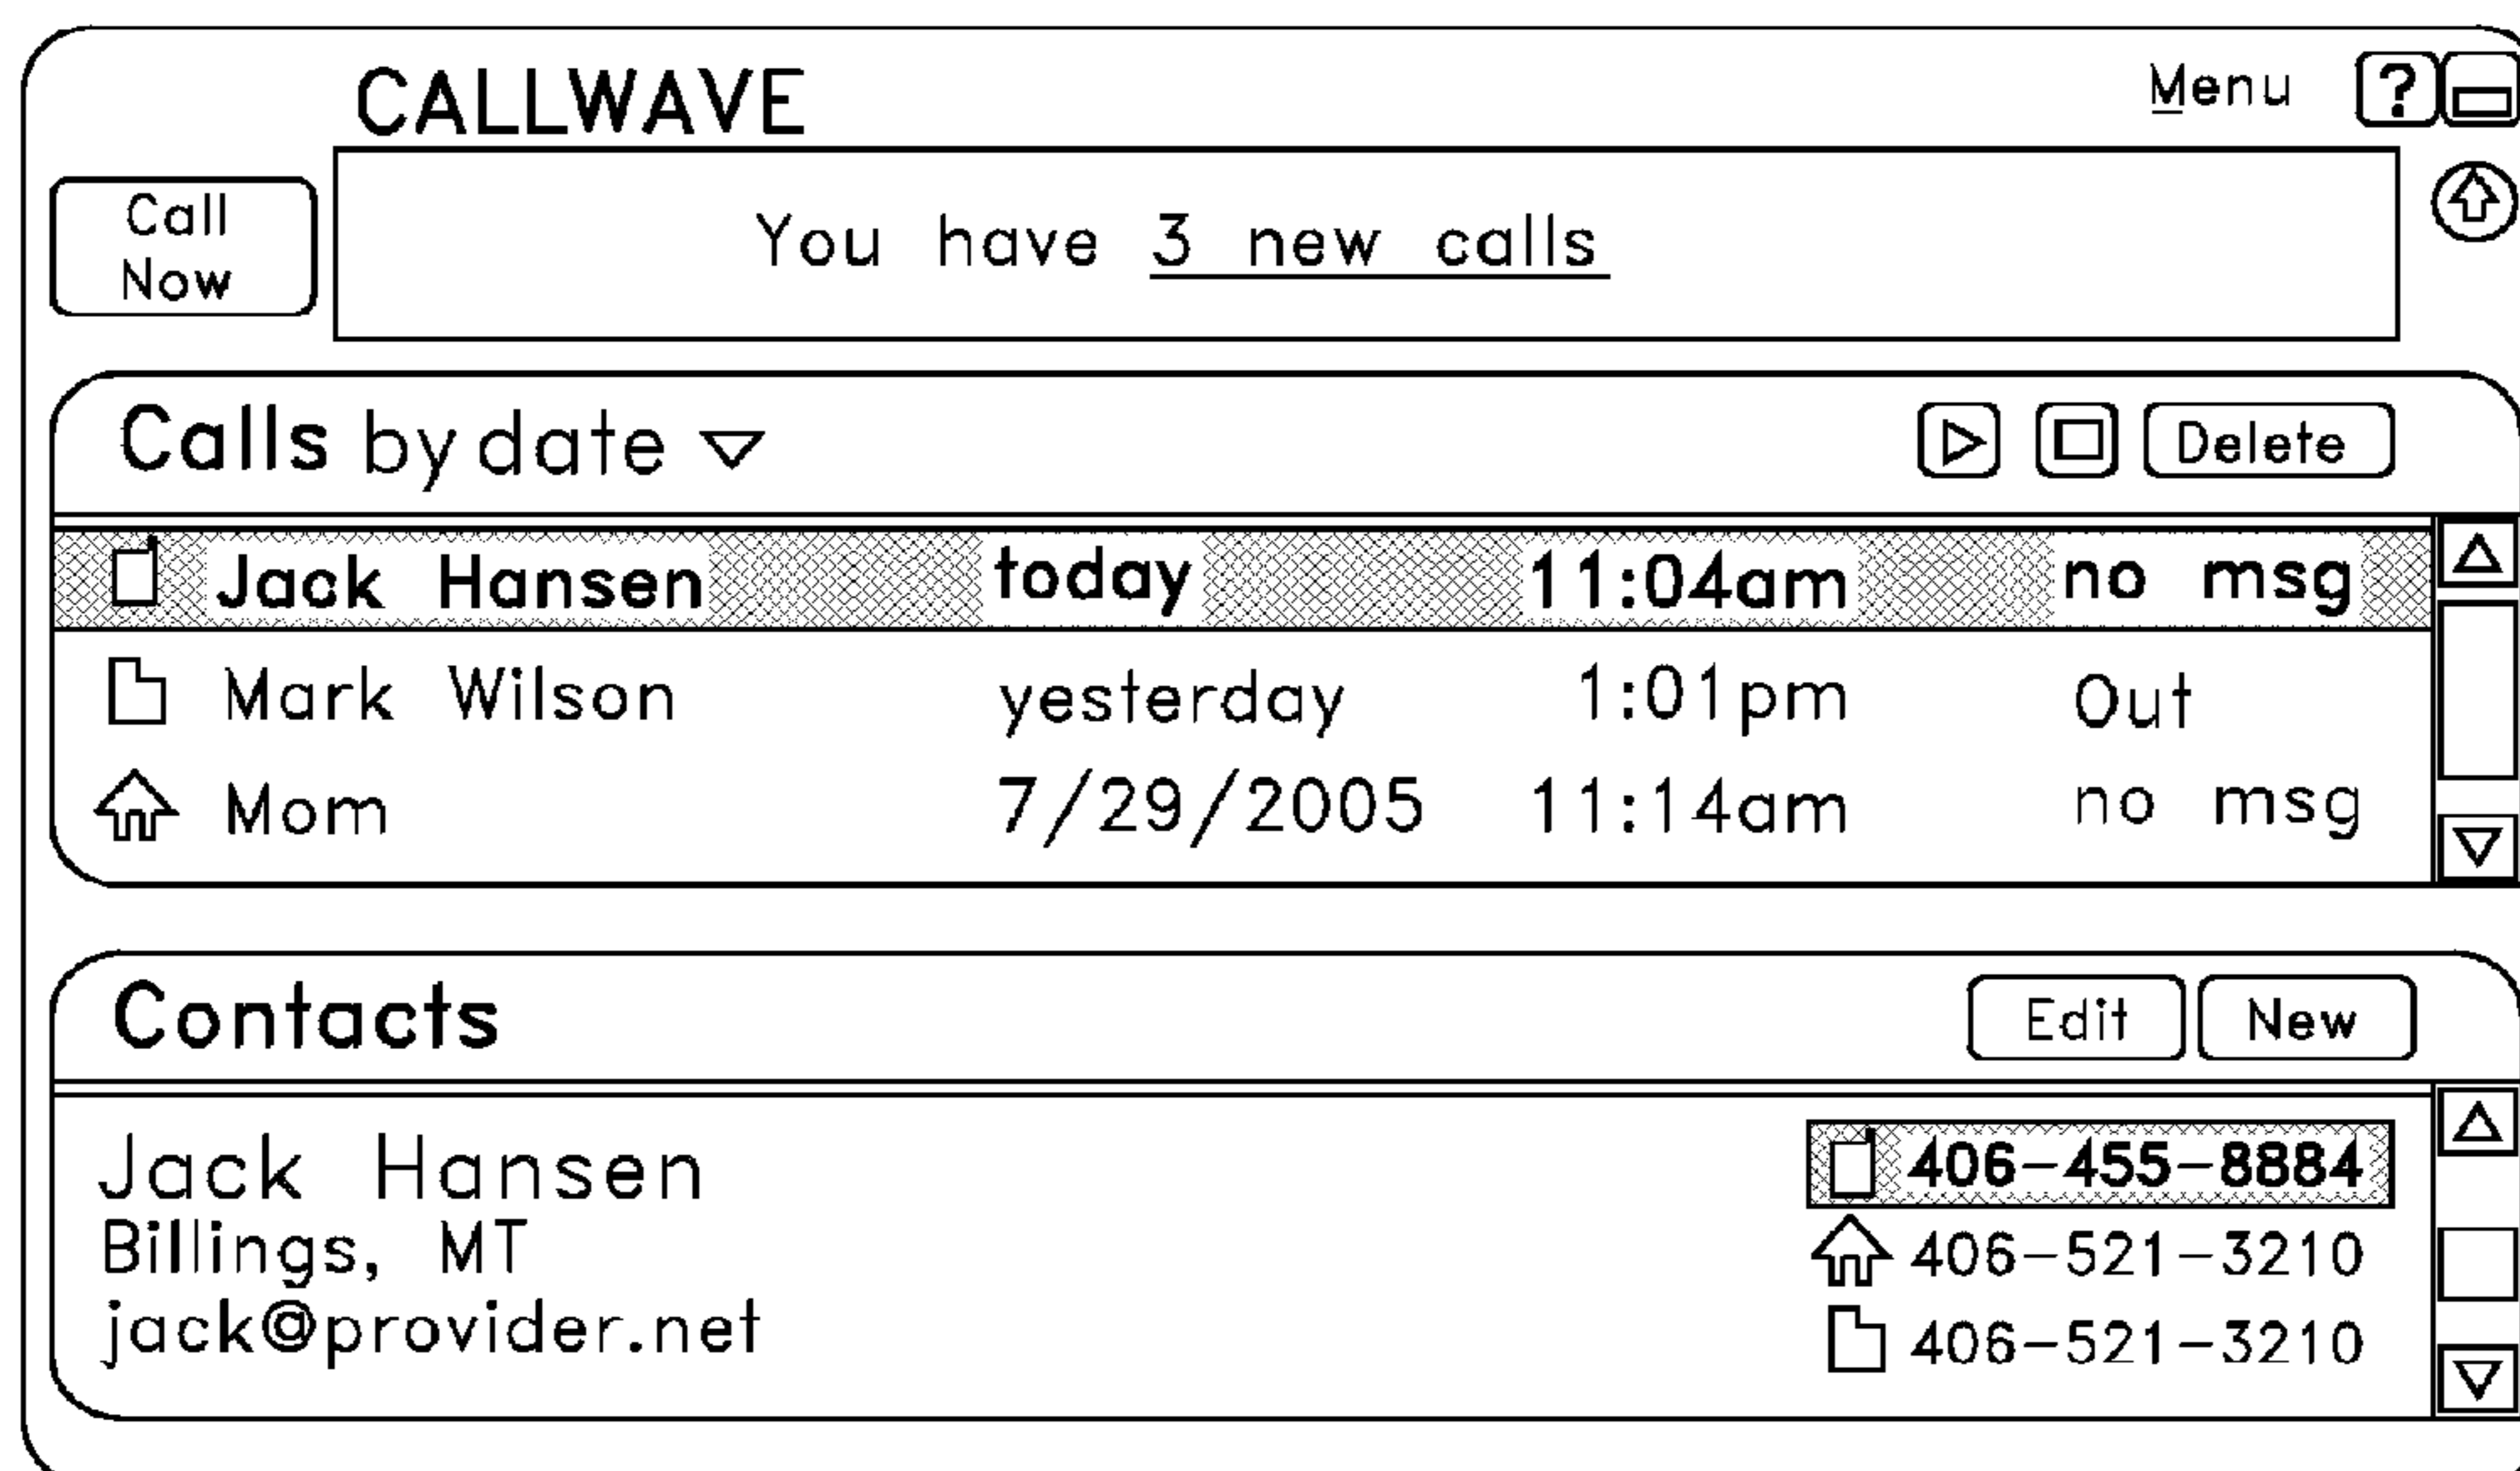 CALLWAVE Menu ?
Call
Now
You have 3 new calls
Calls by date Delete
Jack Hansen today 11:04am no msg
Mark Wilson yesterday 1:01pm Out
Mom 7/29/2005 11:14am no msg
Contacts Edit New
Jack Hansen 406-455-8884
Billings, MT 406-521-3210
jack@provider.net 406-521-3210